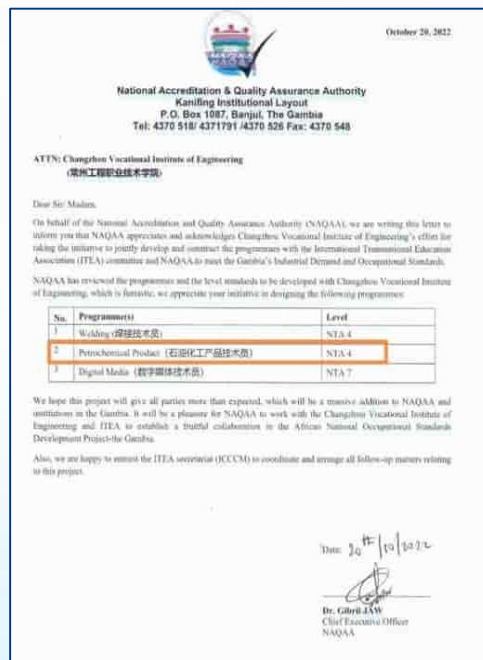 October 20, 2022
NAQAA
National Accreditation & Quality Assurance Authority
Kanifing Institutional Layout
P.O. Box 1087, Banjul, The Gambia
Tel: 4370 518/ 4371791 /4370 526 Fax: 4370 548
ATTN: Changzhou Vocational Institute of Engineering
(常州工程职业技术学院)
Dear Sir/ Madam,
On behalf of the National Accreditation and Quality Assurance Authority (NAQAA), we are writing this letter to
inform you that NAQAA appreciates and acknowledges Changzhou Vocational Institute of Engineering's effort for
taking the initiative to jointly develop and construct the programmes with the International Transnational Education
Association (ITEA) committee and NAQAA to meet the Gambia's Industrial Demand and Occupational Standards.
NAQAA has reviewed the programmes and the level standards to be developed with Changzhou Vocational Institute
of Engineering, which is fantastic, we appreciate your initiative in designing the following programmes:
No. Programme(s) Level
1 Welding (焊接技术员) NTA 4
2 Petrochemical Product (石油化工产品技术员) NTA 4
3 Digital Media (数字媒体技术员) NTA 7
We hope this project will give all parties more than expected, which will be a massive addition to NAQAA and
institutions in the Gambia. It will be a pleasure for NAQAA to work with the Changzhou Vocational Institute of
Engineering and ITEA to establish a fruitful collaboration in the African National Occupational Standards
Development Project-the Gambia.
Also, we are happy to entrust the ITEA secretariat (JCCCM) to coordinate and arrange all follow-up matters relating
to this project.
Date: 20th/10/2022
Dr. Gibril JAW
Chief Executive Officer
NAQAA